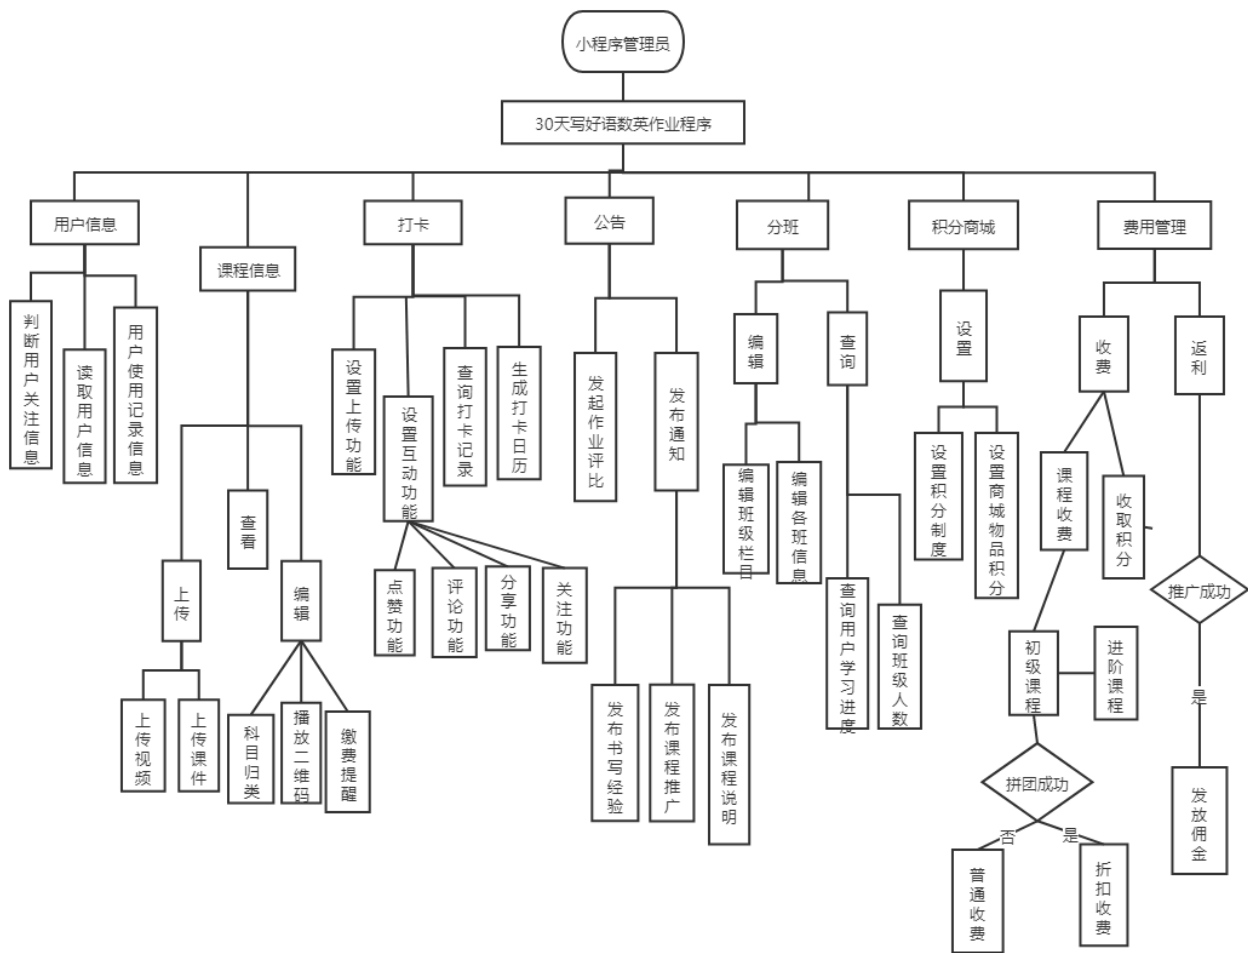 小程序管理员
30天写好语数英作业程序
用户信息
课程信息
打卡
公告
分班
积分商城
费用管理
判断用户关注信息
读取用户信息
用户使用记录信息
上传
查看
编辑
上传视频
上传课件
科目归类
播放二维码
缴费提醒
设置上传功能
设置互动功能
查询打卡记录
生成打卡日历
点赞功能
评论功能
分享功能
关注功能
发起作业评比
发布通知
发布书写经验
发布课程推广
发布课程说明
编辑
查询
编辑班级栏目
编辑各班信息
查询用户学习进度
查询班级人数
设置
设置积分制度
设置商城物品积分
收费
返利
课程收费
收取积分
初级课程
进阶课程
拼团成功
否
是
普通收费
折扣收费
推广成功
是
发放佣金